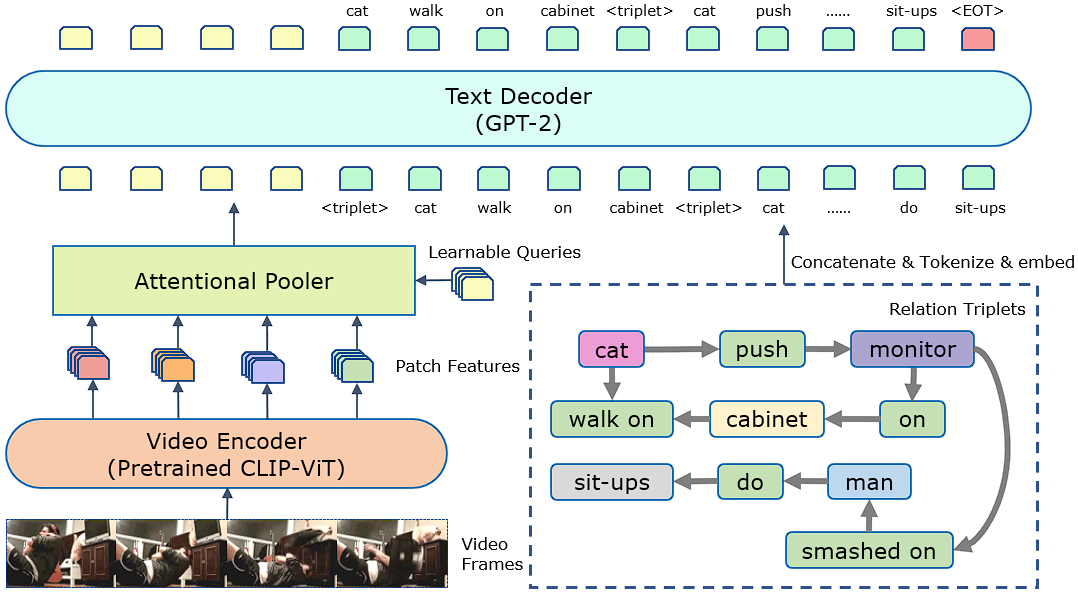 cat walk on cabinet <triplet> cat push ...... sit-ups <EOT>
Text Decoder
(GPT-2)
<triplet> cat walk on cabinet <triplet> cat ...... do sit-ups
Learnable Queries
Attentional Pooler
Concatenate & Tokenize & embed
Relation Triplets
Patch Features
cat push monitor
walk on cabinet on
Video Encoder
(Pretrained CLIP-ViT)
sit-ups do man
smashed on
Video
Frames